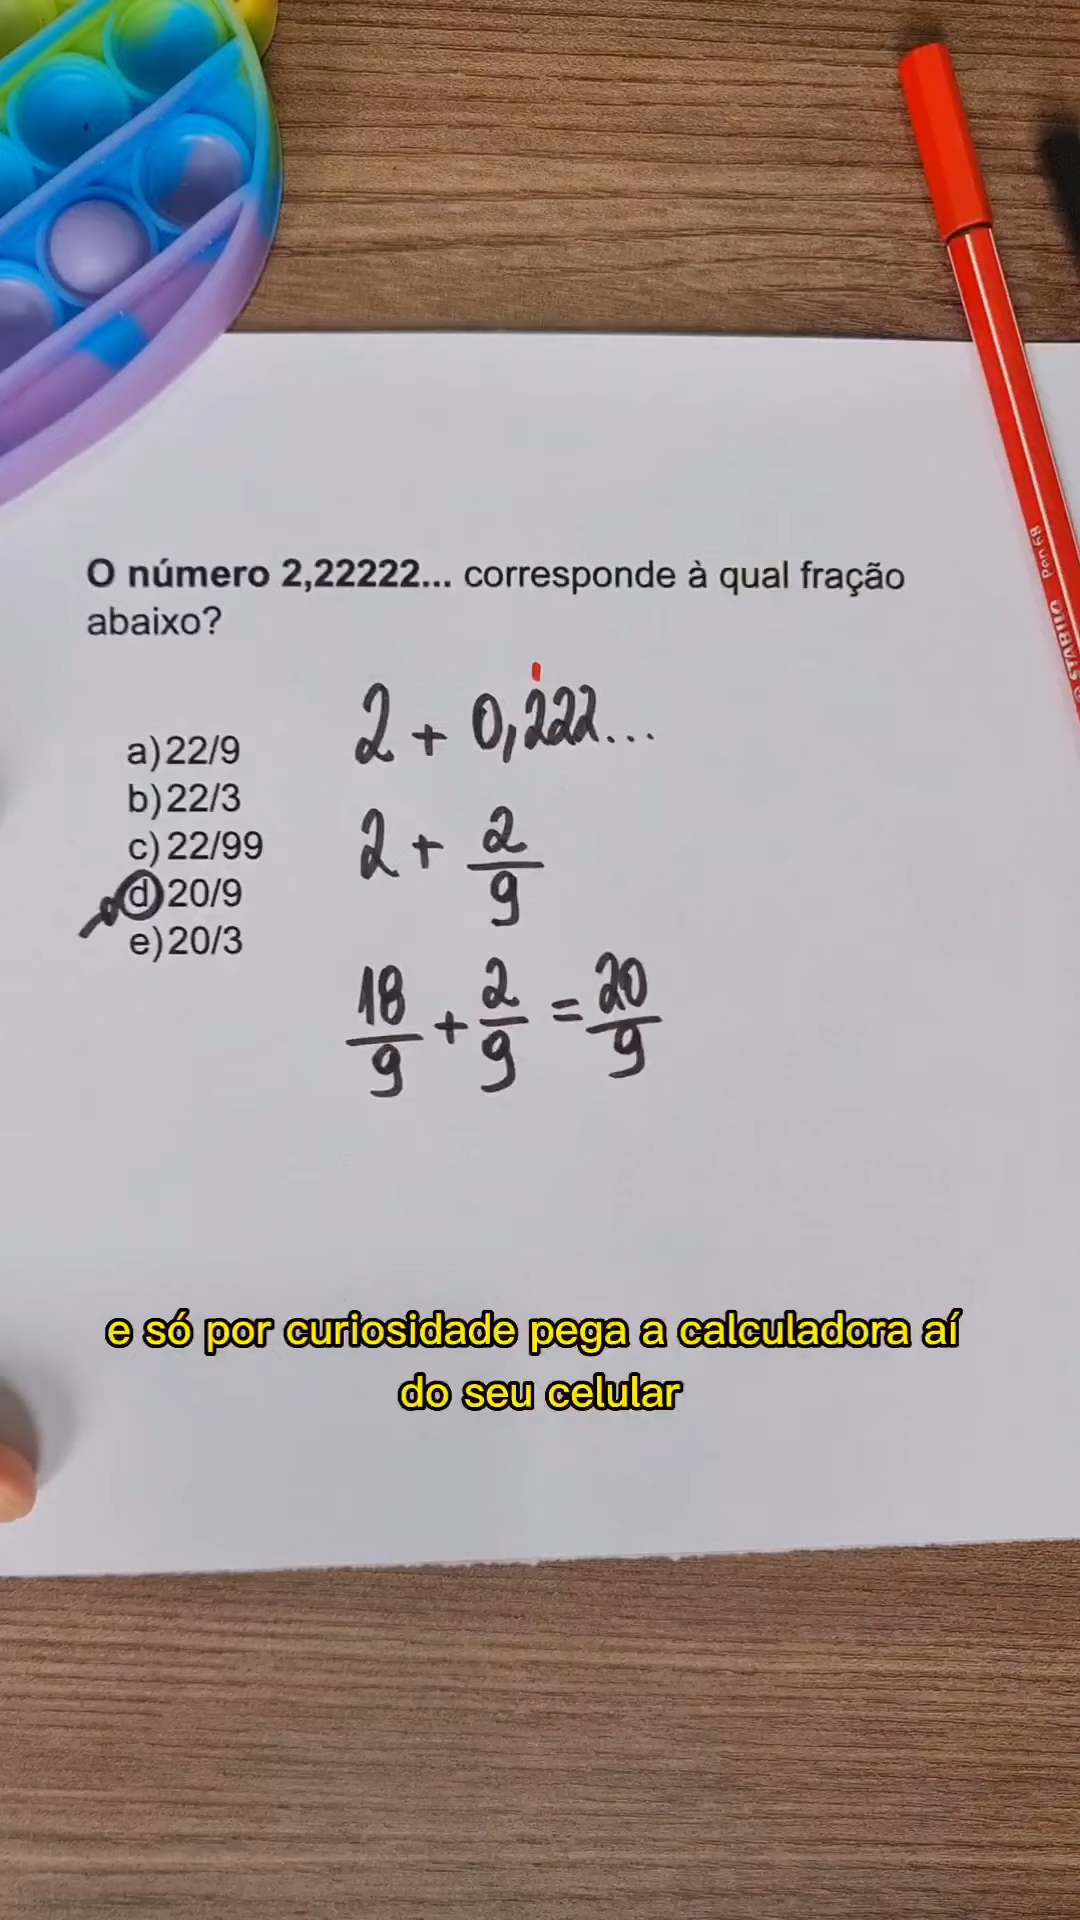 O número 2,22222... corresponde à qual fração
abaixo?
2 + 0,222...
a) 22/9
b) 22/3
2 + 2/9
c) 22/99
d) 20/9
e) 20/3
18/9 + 2/9 = 20/9
e só por curiosidade pega a calculadora aí
do seu celular
STABILO Pen 68